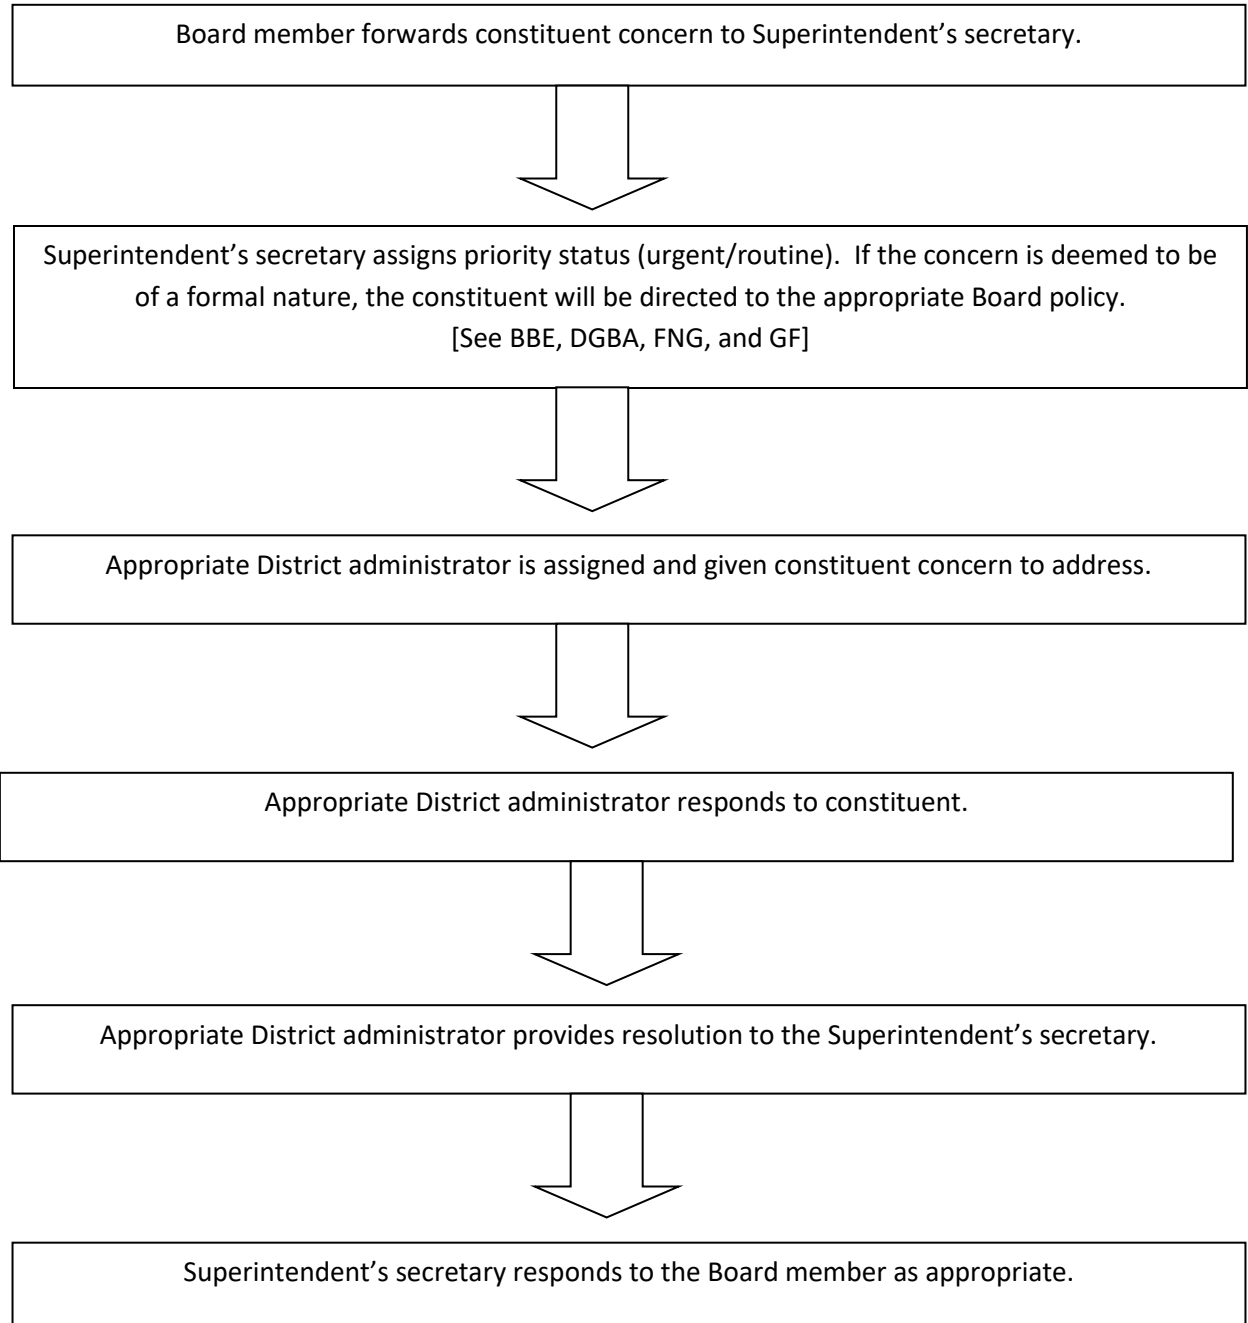 Board member forwards constituent concern to Superintendent’s secretary.
Superintendent’s secretary assigns priority status (urgent/routine).  If the concern is deemed to be
of a formal nature, the constituent will be directed to the appropriate Board policy.
[See BBE, DGBA, FNG, and GF]
Appropriate District administrator is assigned and given constituent concern to address.
Appropriate District administrator responds to constituent.
Appropriate District administrator provides resolution to the Superintendent’s secretary.
Superintendent’s secretary responds to the Board member as appropriate.